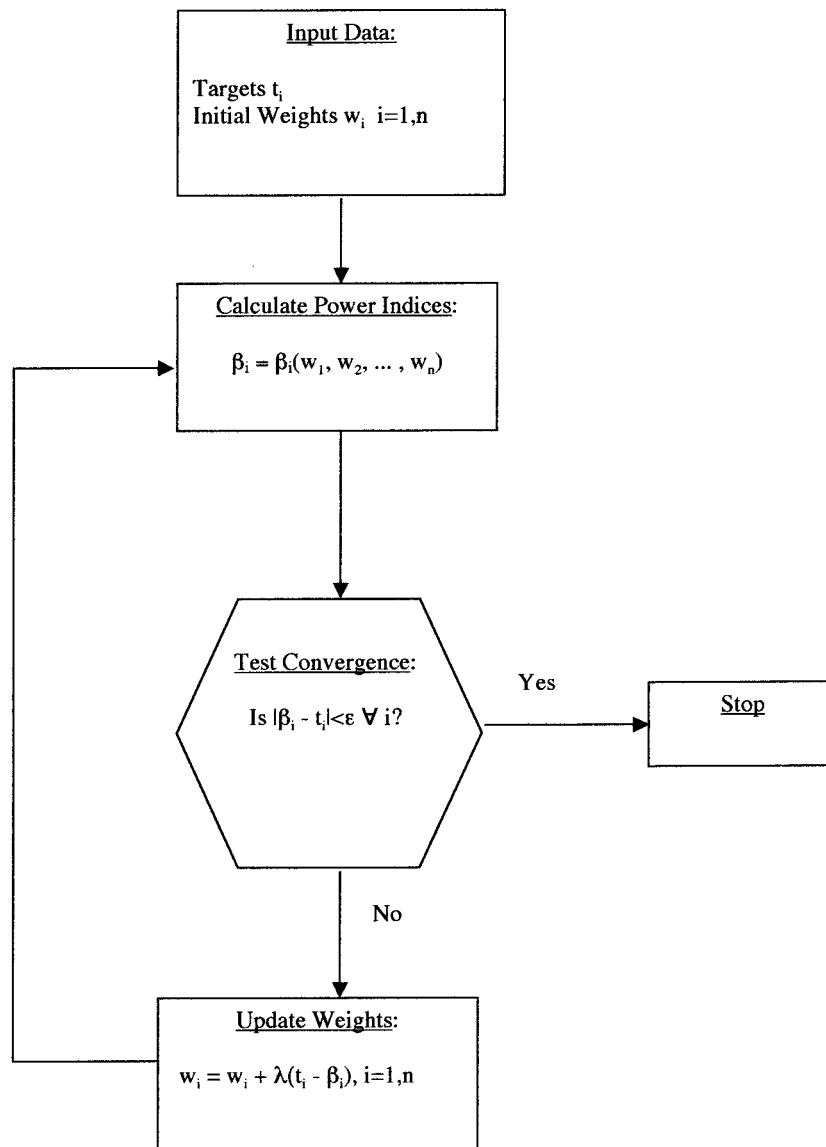 Input Data:
Targets tᵢ
Initial Weights wᵢ i=1,n
Calculate Power Indices:
βᵢ = βᵢ(w₁, w₂, ... , wₙ)
Test Convergence:
Is |βᵢ - tᵢ|<ε ∀ i?
Yes
Stop
No
Update Weights:
wᵢ = wᵢ + λ(tᵢ - βᵢ), i=1,n